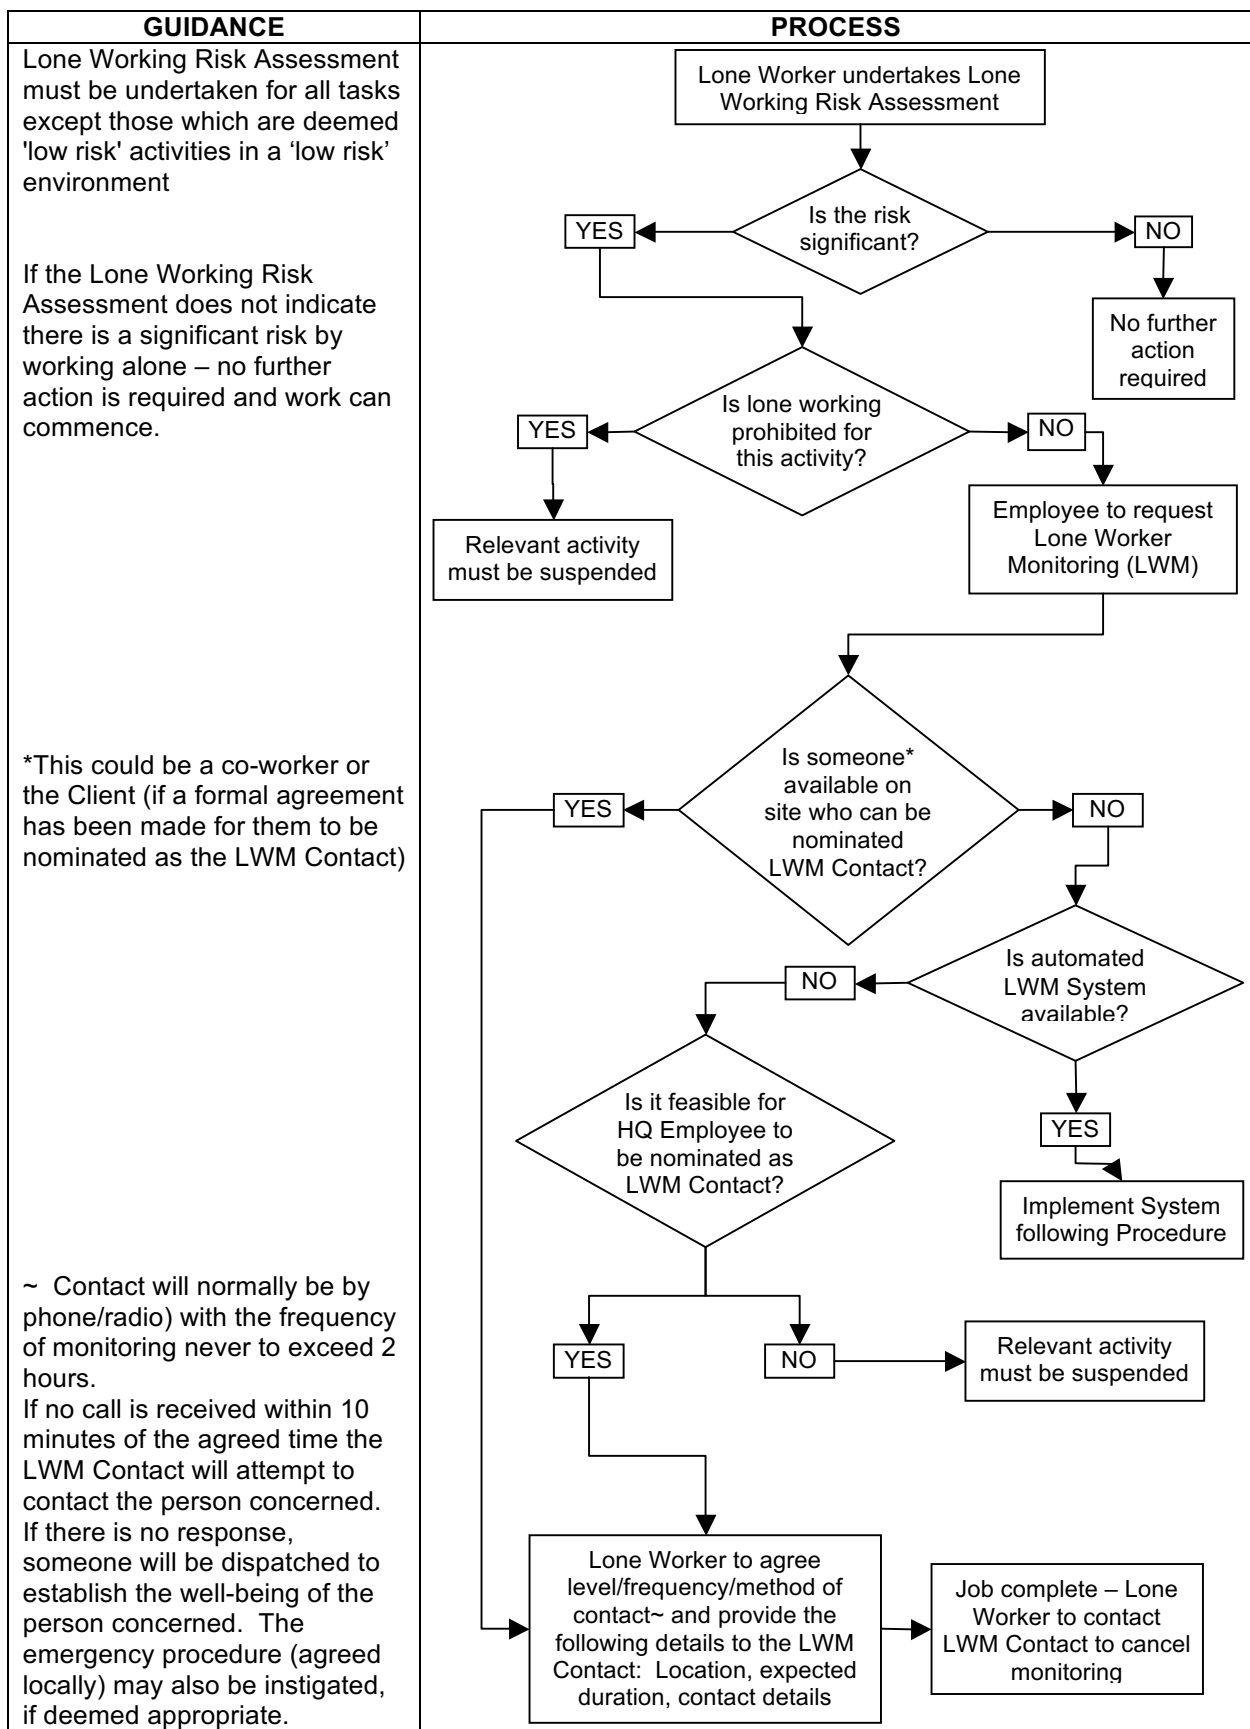 GUIDANCE
PROCESS
Lone Working Risk Assessment
must be undertaken for all tasks
except those which are deemed
'low risk' activities in a ‘low risk’
environment
If the Lone Working Risk
Assessment does not indicate
there is a significant risk by
working alone – no further
action is required and work can
commence.
*This could be a co-worker or
the Client (if a formal agreement
has been made for them to be
nominated as the LWM Contact)
~ Contact will normally be by
phone/radio) with the frequency
of monitoring never to exceed 2
hours.
If no call is received within 10
minutes of the agreed time the
LWM Contact will attempt to
contact the person concerned.
If there is no response,
someone will be dispatched to
establish the well-being of the
person concerned. The
emergency procedure (agreed
locally) may also be instigated,
if deemed appropriate.
Lone Worker undertakes Lone
Working Risk Assessment
Is the risk
significant?
YES
NO
No further
action
required
Is lone working
prohibited for
this activity?
YES
NO
Relevant activity
must be suspended
Employee to request
Lone Worker
Monitoring (LWM)
Is someone*
available on
site who can be
nominated
LWM Contact?
YES
NO
Is automated
LWM System
available?
NO
YES
Implement System
following Procedure
Is it feasible for
HQ Employee to
be nominated as
LWM Contact?
YES
NO
Relevant activity
must be suspended
Lone Worker to agree
level/frequency/method of
contact~ and provide the
following details to the LWM
Contact: Location, expected
duration, contact details
Job complete – Lone
Worker to contact
LWM Contact to cancel
monitoring